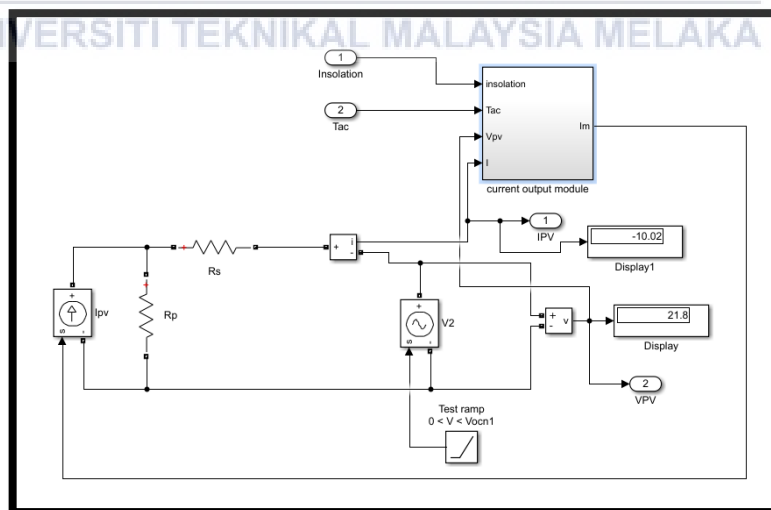 IVERSITI TEKNIKAL MALAYSIA MELAKA
1
Insolation
2
Tac
insolation
Tac
Vpv
I
Im
current output module
1
IPV
-10.02
Display1
+
i
-
Rs
+
Ipv
s
-
Rp
+
V2
s
-
+
-
v
21.8
Display
2
VPV
Test ramp
0 < V < Vocn1